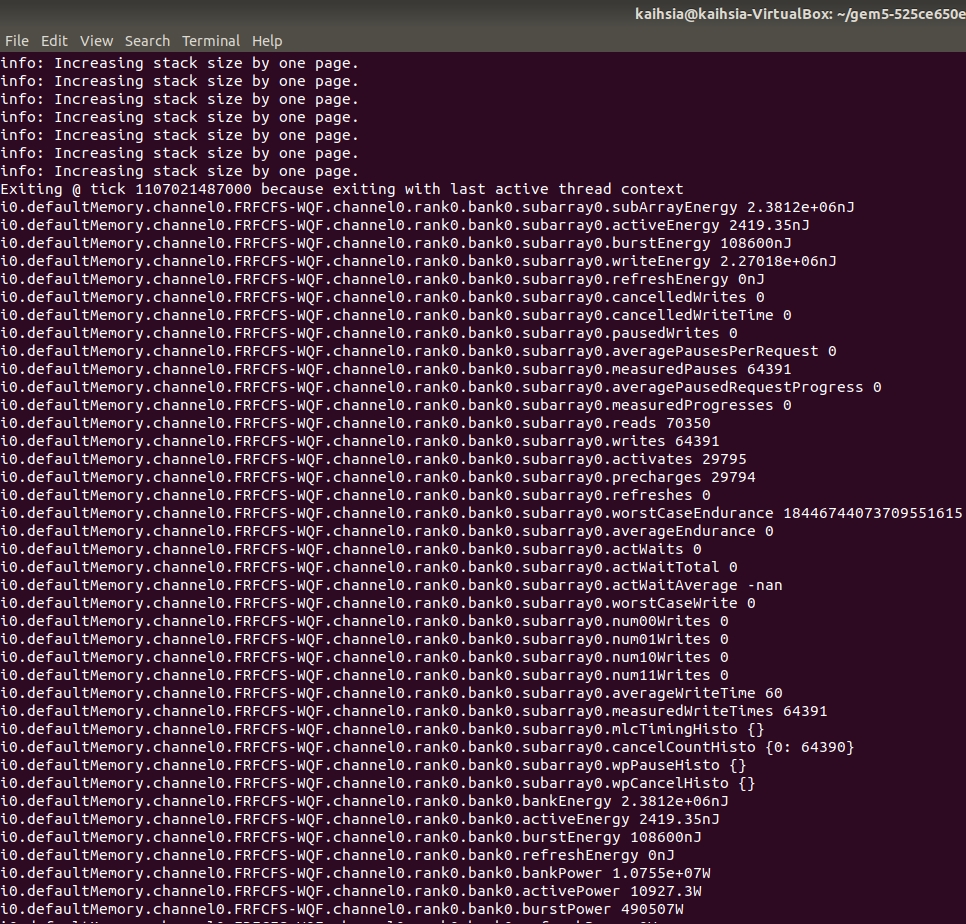 kaihsia@kaihsia-VirtualBox: ~/gem5-525ce650e
File Edit View Search Terminal Help
info: Increasing stack size by one page.
info: Increasing stack size by one page.
info: Increasing stack size by one page.
info: Increasing stack size by one page.
info: Increasing stack size by one page.
info: Increasing stack size by one page.
info: Increasing stack size by one page.
Exiting @ tick 1107021487000 because exiting with last active thread context
i0.defaultMemory.channel0.FRFCFS-WQF.channel0.rank0.bank0.subarray0.subArrayEnergy 2.3812e+06nJ
i0.defaultMemory.channel0.FRFCFS-WQF.channel0.rank0.bank0.subarray0.activeEnergy 2419.35nJ
i0.defaultMemory.channel0.FRFCFS-WQF.channel0.rank0.bank0.subarray0.burstEnergy 108600nJ
i0.defaultMemory.channel0.FRFCFS-WQF.channel0.rank0.bank0.subarray0.writeEnergy 2.27018e+06nJ
i0.defaultMemory.channel0.FRFCFS-WQF.channel0.rank0.bank0.subarray0.refreshEnergy 0nJ
i0.defaultMemory.channel0.FRFCFS-WQF.channel0.rank0.bank0.subarray0.cancelledWrites 0
i0.defaultMemory.channel0.FRFCFS-WQF.channel0.rank0.bank0.subarray0.cancelledWriteTime 0
i0.defaultMemory.channel0.FRFCFS-WQF.channel0.rank0.bank0.subarray0.pausedWrites 0
i0.defaultMemory.channel0.FRFCFS-WQF.channel0.rank0.bank0.subarray0.averagePausesPerRequest 0
i0.defaultMemory.channel0.FRFCFS-WQF.channel0.rank0.bank0.subarray0.measuredPauses 64391
i0.defaultMemory.channel0.FRFCFS-WQF.channel0.rank0.bank0.subarray0.averagePausedRequestProgress 0
i0.defaultMemory.channel0.FRFCFS-WQF.channel0.rank0.bank0.subarray0.measuredProgresses 0
i0.defaultMemory.channel0.FRFCFS-WQF.channel0.rank0.bank0.subarray0.reads 70350
i0.defaultMemory.channel0.FRFCFS-WQF.channel0.rank0.bank0.subarray0.writes 64391
i0.defaultMemory.channel0.FRFCFS-WQF.channel0.rank0.bank0.subarray0.activates 29795
i0.defaultMemory.channel0.FRFCFS-WQF.channel0.rank0.bank0.subarray0.precharges 29794
i0.defaultMemory.channel0.FRFCFS-WQF.channel0.rank0.bank0.subarray0.refreshes 0
i0.defaultMemory.channel0.FRFCFS-WQF.channel0.rank0.bank0.subarray0.worstCaseEndurance 18446744073709551615
i0.defaultMemory.channel0.FRFCFS-WQF.channel0.rank0.bank0.subarray0.averageEndurance 0
i0.defaultMemory.channel0.FRFCFS-WQF.channel0.rank0.bank0.subarray0.actWaits 0
i0.defaultMemory.channel0.FRFCFS-WQF.channel0.rank0.bank0.subarray0.actWaitTotal 0
i0.defaultMemory.channel0.FRFCFS-WQF.channel0.rank0.bank0.subarray0.actWaitAverage -nan
i0.defaultMemory.channel0.FRFCFS-WQF.channel0.rank0.bank0.subarray0.worstCaseWrite 0
i0.defaultMemory.channel0.FRFCFS-WQF.channel0.rank0.bank0.subarray0.num00Writes 0
i0.defaultMemory.channel0.FRFCFS-WQF.channel0.rank0.bank0.subarray0.num01Writes 0
i0.defaultMemory.channel0.FRFCFS-WQF.channel0.rank0.bank0.subarray0.num10Writes 0
i0.defaultMemory.channel0.FRFCFS-WQF.channel0.rank0.bank0.subarray0.num11Writes 0
i0.defaultMemory.channel0.FRFCFS-WQF.channel0.rank0.bank0.subarray0.averageWriteTime 60
i0.defaultMemory.channel0.FRFCFS-WQF.channel0.rank0.bank0.subarray0.measuredWriteTimes 64391
i0.defaultMemory.channel0.FRFCFS-WQF.channel0.rank0.bank0.subarray0.mlcTimingHisto {}
i0.defaultMemory.channel0.FRFCFS-WQF.channel0.rank0.bank0.subarray0.cancelCountHisto {0: 64390}
i0.defaultMemory.channel0.FRFCFS-WQF.channel0.rank0.bank0.subarray0.wpPauseHisto {}
i0.defaultMemory.channel0.FRFCFS-WQF.channel0.rank0.bank0.subarray0.wpCancelHisto {}
i0.defaultMemory.channel0.FRFCFS-WQF.channel0.rank0.bank0.bankEnergy 2.3812e+06nJ
i0.defaultMemory.channel0.FRFCFS-WQF.channel0.rank0.bank0.activeEnergy 2419.35nJ
i0.defaultMemory.channel0.FRFCFS-WQF.channel0.rank0.bank0.burstEnergy 108600nJ
i0.defaultMemory.channel0.FRFCFS-WQF.channel0.rank0.bank0.refreshEnergy 0nJ
i0.defaultMemory.channel0.FRFCFS-WQF.channel0.rank0.bank0.bankPower 1.0755e+07W
i0.defaultMemory.channel0.FRFCFS-WQF.channel0.rank0.bank0.activePower 10927.3W
i0.defaultMemory.channel0.FRFCFS-WQF.channel0.rank0.bank0.burstPower 490507W